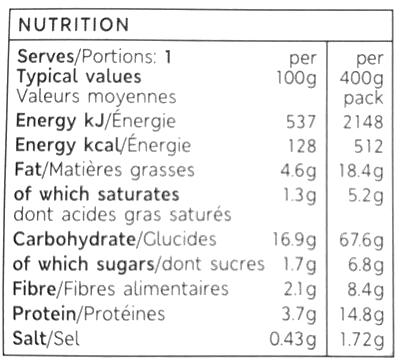 NUTRITION
Serves/Portions: 1 per per
Typical values 100g 400g
Valeurs moyennes pack
Energy kJ/Énergie 537 2148
Energy kcal/Énergie 128 512
Fat/Matières grasses 4.6g 18.4g
of which saturates 1.3g 5.2g
dont acides gras saturés
Carbohydrate/Glucides 16.9g 67.6g
of which sugars/dont sucres 1.7g 6.8g
Fibre/Fibres alimentaires 2.1g 8.4g
Protein/Protéines 3.7g 14.8g
Salt/Sel 0.43g 1.72g